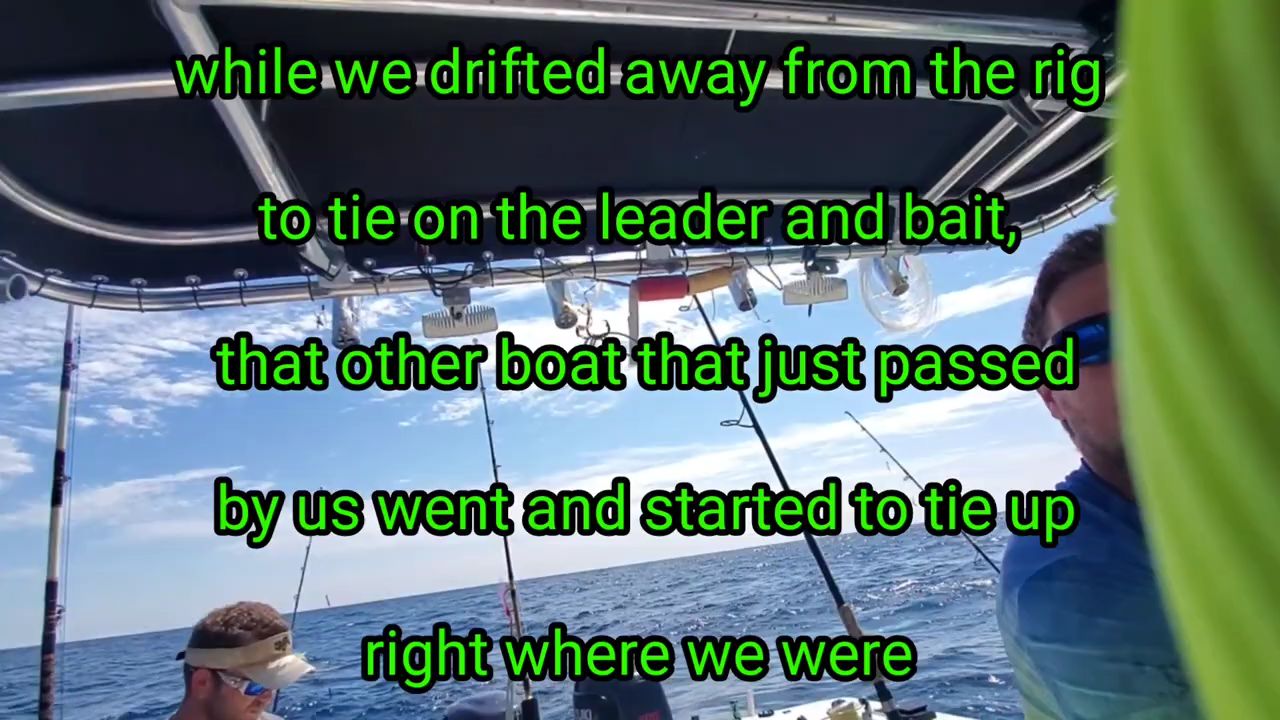 while we drifted away from the rig
to tie on the leader and bait,
that other boat that just passed
by us went and started to tie up
right where we were